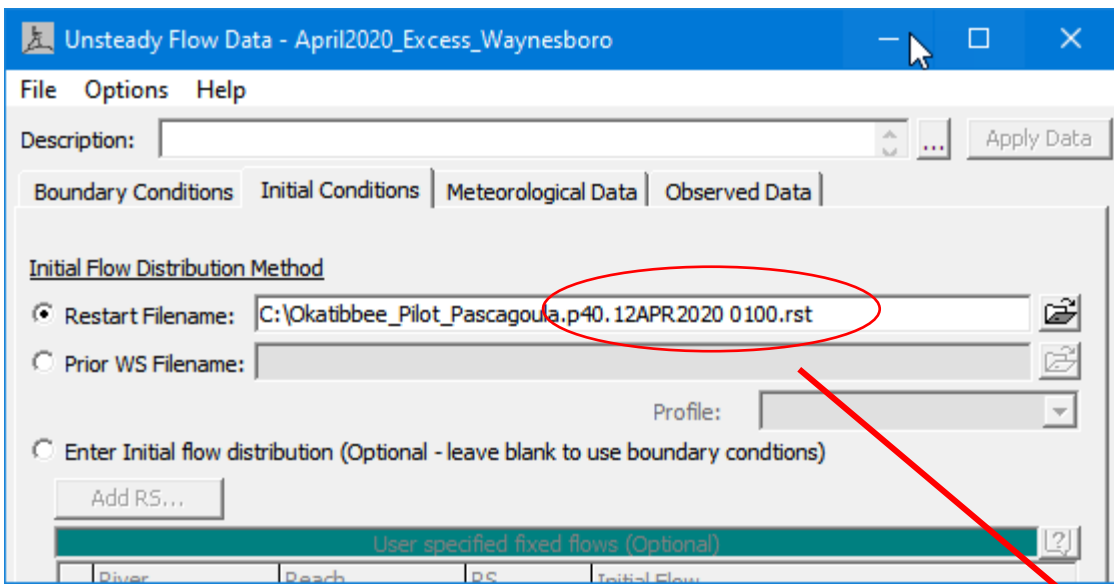 Unsteady Flow Data - April2020_Excess_Waynesboro
File Options Help
Description: ... Apply Data
Boundary Conditions Initial Conditions Meteorological Data Observed Data
Initial Flow Distribution Method
Restart Filename: C:\Okatibbee_Pilot_Pascagoula.p40.12APR2020 0100.rst
Prior WS Filename:
Profile:
Enter Initial flow distribution (Optional - leave blank to use boundary condtions)
Add RS...
User specified fixed flows (Optional) ?
River Reach RS Initial Flow